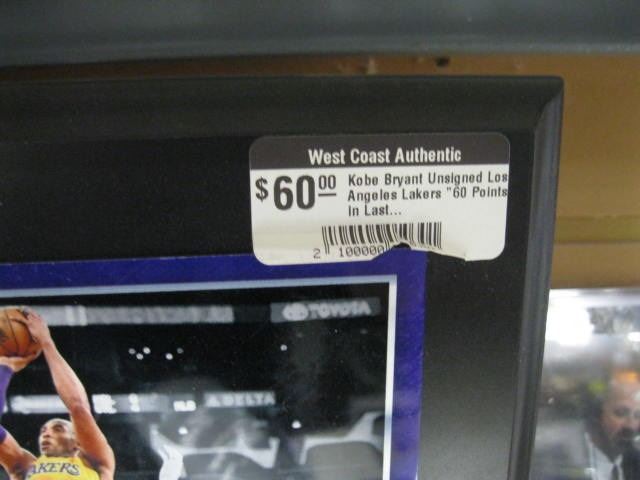 West Coast Authentic
$60 00 Kobe Bryant Unsigned Los
Angeles Lakers "60 Points
in Last...
2 100000
TOYOTA
DELTA
LAKERS